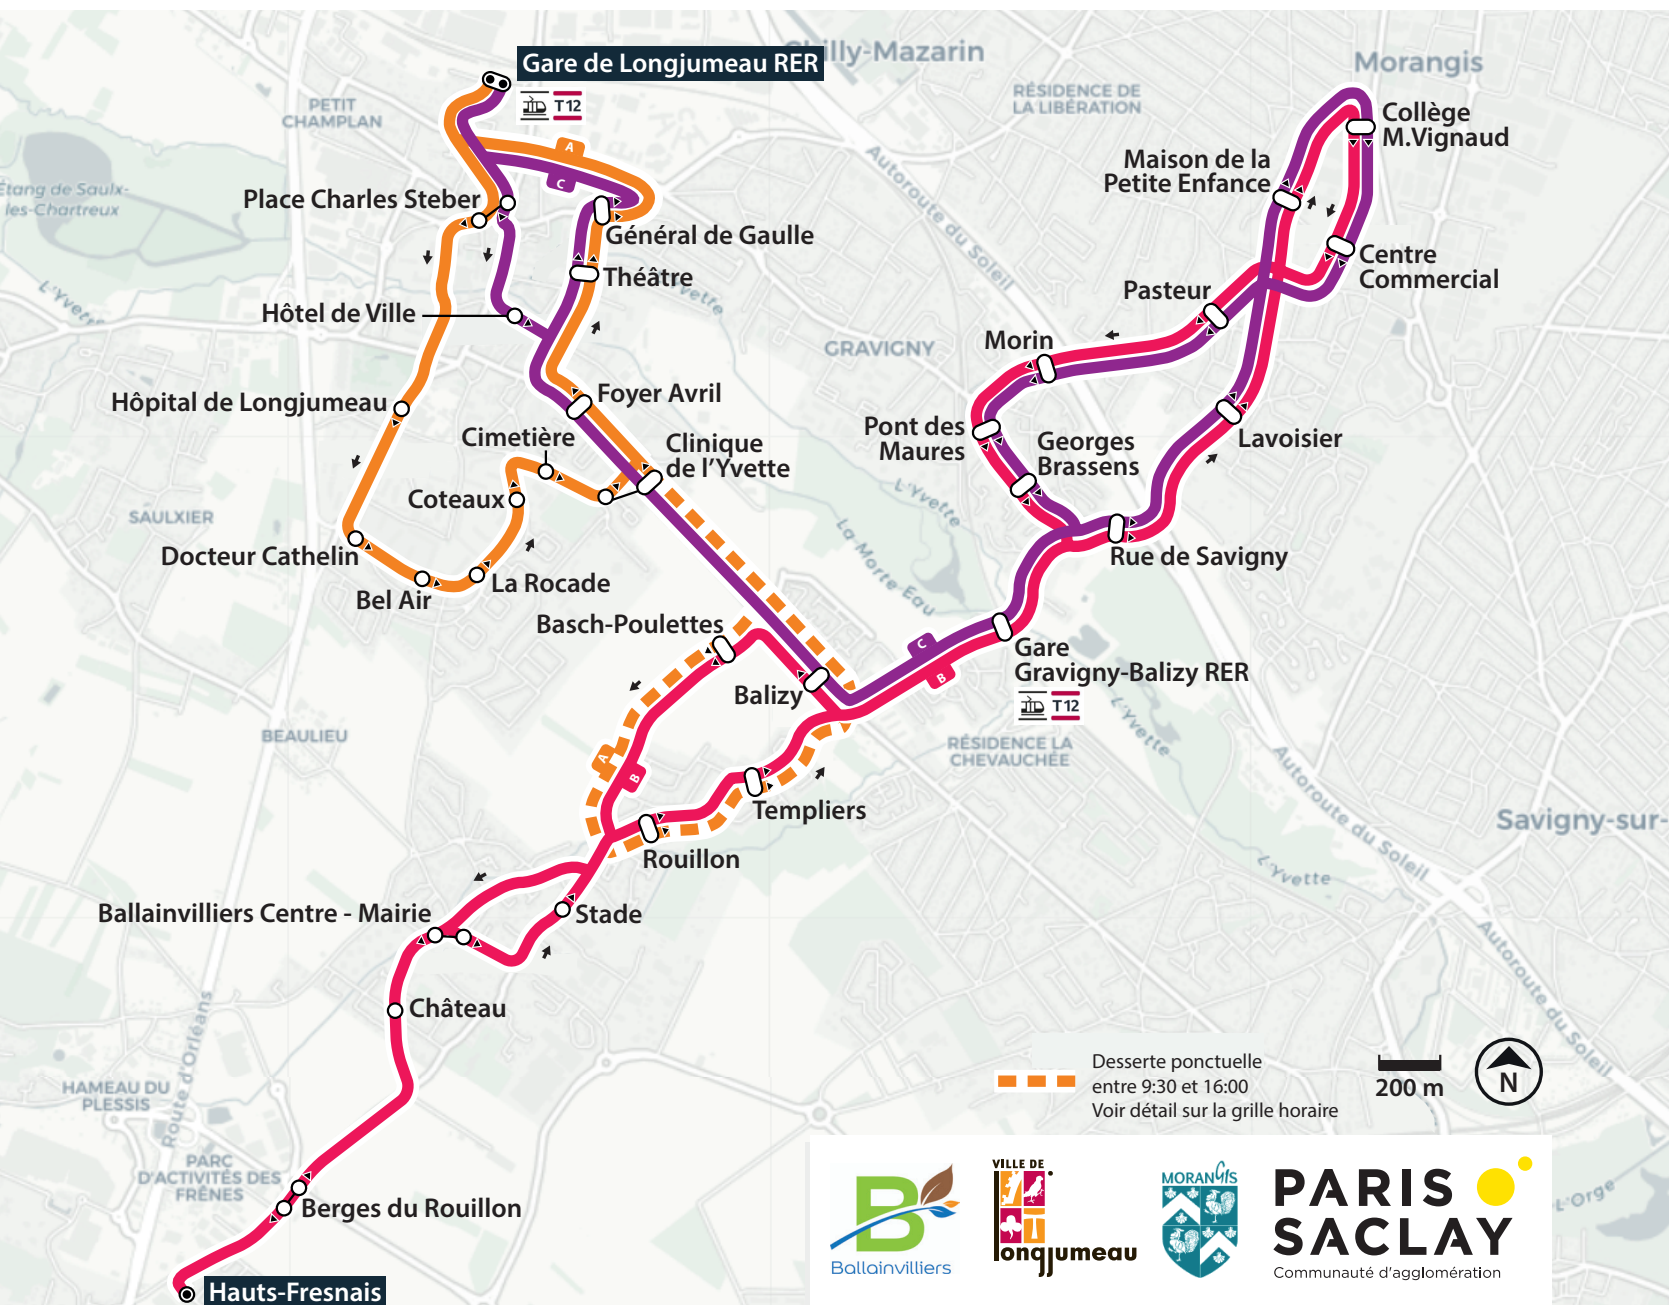 Gare de Longjumeau RER
T12
illy-Mazarin
Morangis
PETIT
CHAMPLAN
RÉSIDENCE DE
LA LIBÉRATION
Collège
M.Vignaud
A
C
Étang de Saulx-
les-Chartreux
Place Charles Steber
Maison de la
Petite Enfance
Autoroute du Soleil
Général de Gaulle
Centre
Commercial
Théâtre
L'Yvette
Yvette
Pasteur
Hôtel de Ville
Morin
GRAVIGNY
Foyer Avril
Hôpital de Longjumeau
Cimetière
Clinique
de l'Yvette
Pont des
Maures
Georges
Brassens
Lavoisier
Coteaux
L'Yvette
SAULXIER
La Morte Eau
Docteur Cathelin
Rue de Savigny
La Rocade
Bel Air
Basch-Poulettes
C
B
Gare
Gravigny-Balizy RER
T12
Balizy
L'Yvette
BEAULIEU
RÉSIDENCE LA
CHEVAUCHÉE
A
B
Autoroute du Soleil
Templiers
Savigny-sur-
Rouillon
L'Yvette
Ballainvilliers Centre - Mairie
Stade
Autoroute du Soleil
Château
Route d'Orléans
HAMEAU DU
PLESSIS
Desserte ponctuelle
entre 9:30 et 16:00
Voir détail sur la grille horaire
200 m
N
PARC
D'ACTIVITÉS DES
FRÊNES
Berges du Rouillon
L'Orge
Hauts-Fresnais
B
Ballainvilliers
VILLE DE
longjumeau
MORANGIS
PARIS
SACLAY
Communauté d'agglomération